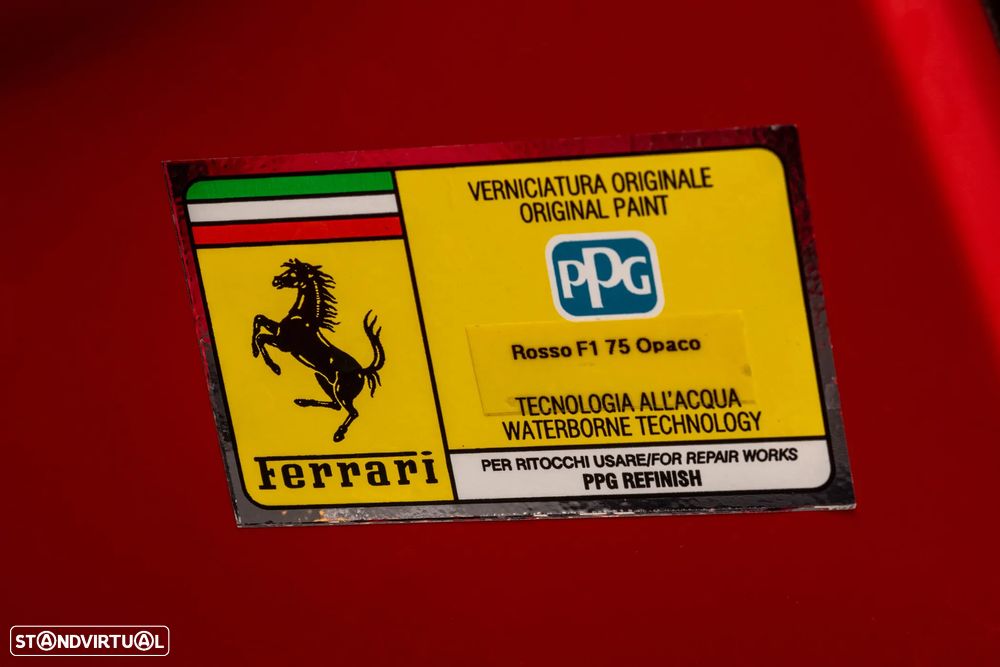 VERNICIATURA ORIGINALE
ORIGINAL PAINT
PPG
Rosso F1 75 Opaco
TECNOLOGIA ALL'ACQUA
WATERBORNE TECHNOLOGY
Ferrari
PER RITOCCHI USARE/FOR REPAIR WORKS
PPG REFINISH
STANDVIRTUAL